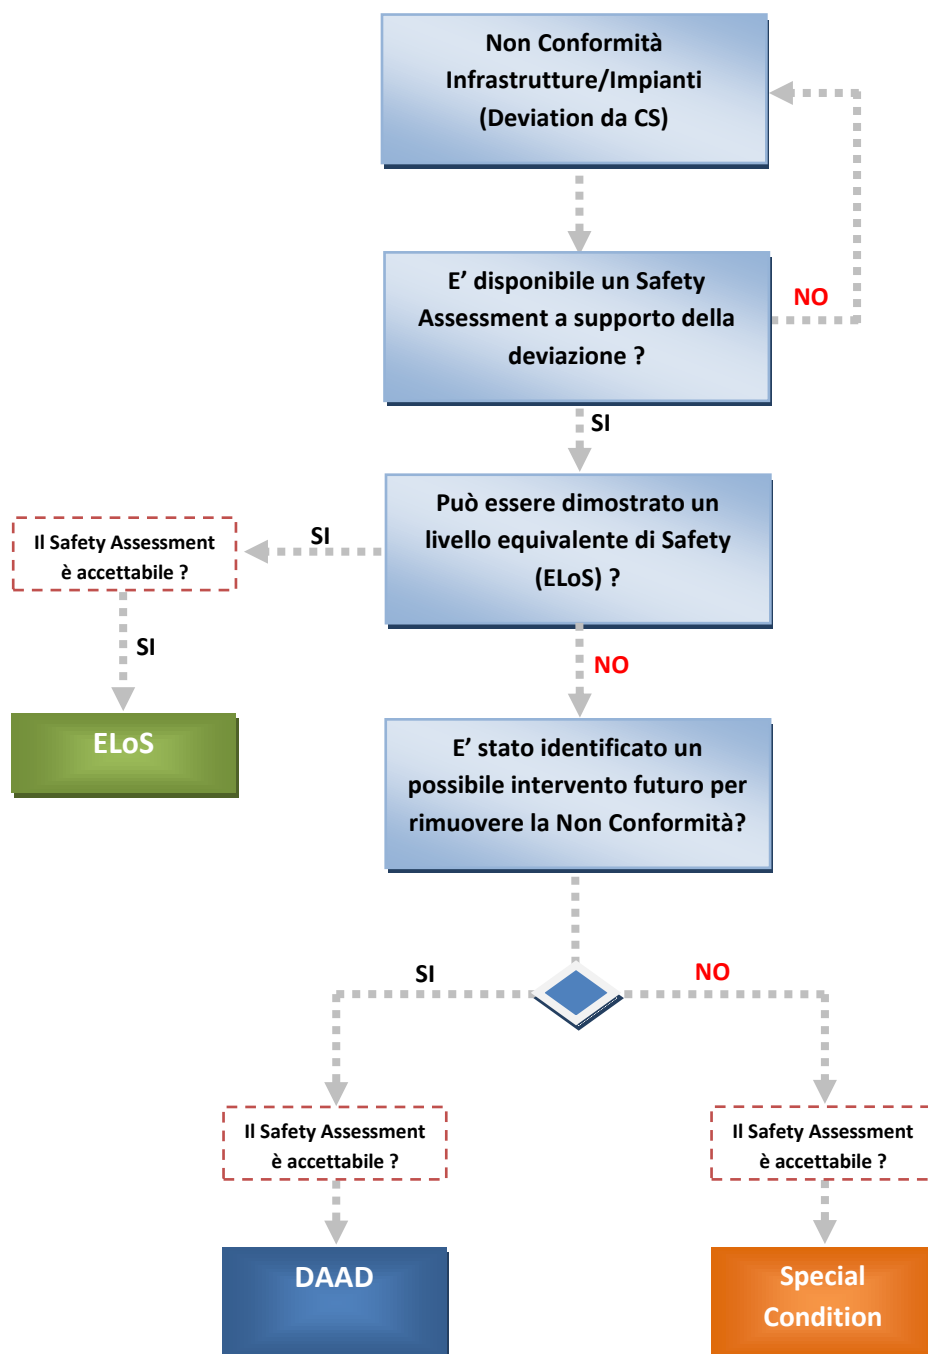 Non Conformità
Infrastrutture/Impianti
(Deviation da CS)
E’ disponibile un Safety
Assessment a supporto della
deviazione ?
NO
SI
Può essere dimostrato un
livello equivalente di Safety
(ELoS) ?
SI
Il Safety Assessment
è accettabile ?
SI
ELoS
NO
E’ stato identificato un
possibile intervento futuro per
rimuovere la Non Conformità?
SI
NO
Il Safety Assessment
è accettabile ?
Il Safety Assessment
è accettabile ?
DAAD
Special
Condition